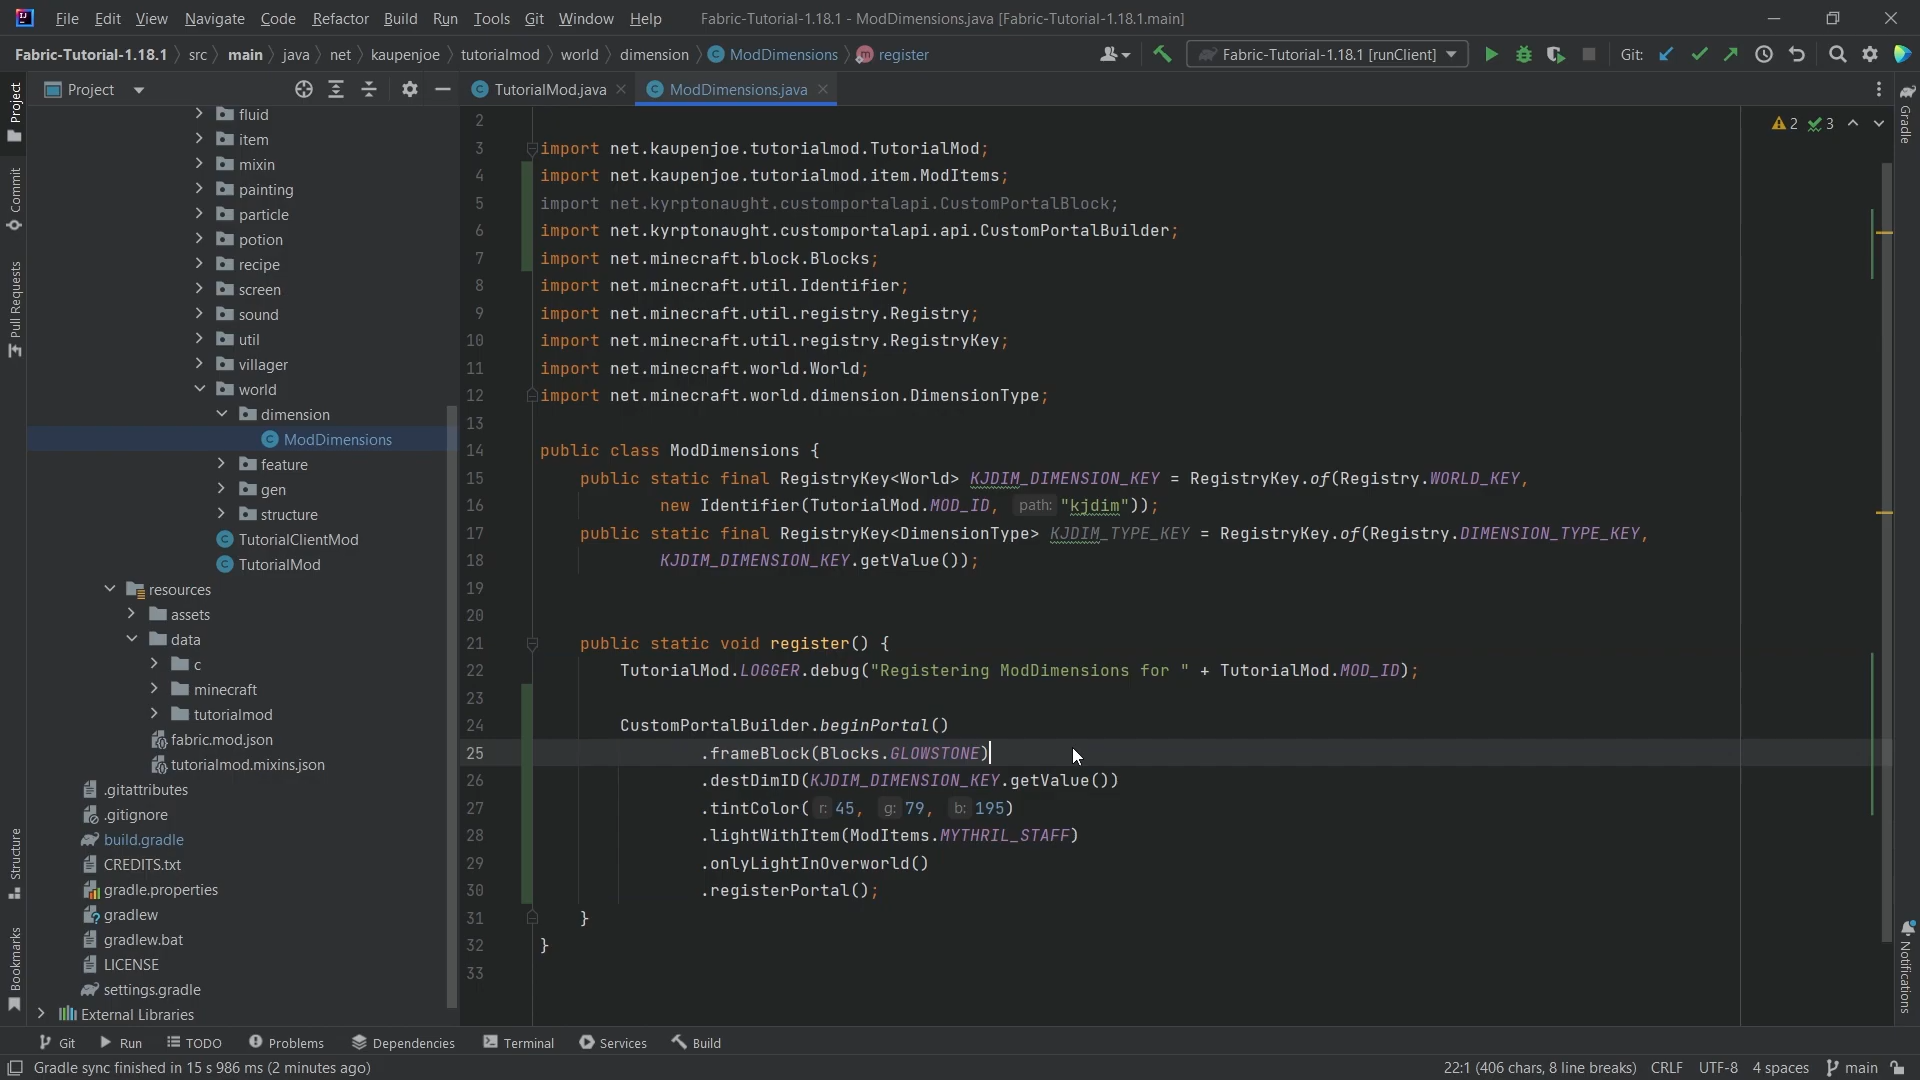 File Edit View Navigate Code Refactor Build Run Tools Git Window Help Fabric-Tutorial-1.18.1 - ModDimensions.java [Fabric-Tutorial-1.18.1.main]
Fabric-Tutorial-1.18.1 src main java net kaupenjoe tutorialmod world dimension ModDimensions register Fabric-Tutorial-1.18.1 [runClient] Git:
Project TutorialMod.java ModDimensions.java
Project
Commit
Pull Requests
Structure
Bookmarks
fluid
item
mixin
painting
particle
potion
recipe
screen
sound
util
villager
world
dimension
ModDimensions
feature
gen
structure
TutorialClientMod
TutorialMod
resources
assets
data
c
minecraft
tutorialmod
fabric.mod.json
tutorialmod.mixins.json
.gitattributes
.gitignore
build.gradle
CREDITS.txt
gradle.properties
gradlew
gradlew.bat
LICENSE
settings.gradle
External Libraries
2 3
2
3 import net.kaupenjoe.tutorialmod.TutorialMod;
4 import net.kaupenjoe.tutorialmod.item.ModItems;
5 import net.kyrptonaught.customportalapi.CustomPortalBlock;
6 import net.kyrptonaught.customportalapi.api.CustomPortalBuilder;
7 import net.minecraft.block.Blocks;
8 import net.minecraft.util.Identifier;
9 import net.minecraft.util.registry.Registry;
10 import net.minecraft.util.registry.RegistryKey;
11 import net.minecraft.world.World;
12 import net.minecraft.world.dimension.DimensionType;
13
14 public class ModDimensions {
15 public static final RegistryKey<World> KJDIM_DIMENSION_KEY = RegistryKey.of(Registry.WORLD_KEY,
16 new Identifier(TutorialMod.MOD_ID, path: "kjdim"));
17 public static final RegistryKey<DimensionType> KJDIM_TYPE_KEY = RegistryKey.of(Registry.DIMENSION_TYPE_KEY,
18 KJDIM_DIMENSION_KEY.getValue());
19
20
21 public static void register() {
22 TutorialMod.LOGGER.debug("Registering ModDimensions for " + TutorialMod.MOD_ID);
23
24 CustomPortalBuilder.beginPortal()
25 .frameBlock(Blocks.GLOWSTONE)
26 .destDimID(KJDIM_DIMENSION_KEY.getValue())
27 .tintColor( r: 45, g: 79, b: 195)
28 .lightWithItem(ModItems.MYTHRIL_STAFF)
29 .onlyLightInOverworld()
30 .registerPortal();
31 }
32 }
33
Gradle
Notifications
Git Run TODO Problems Dependencies Terminal Services Build
Gradle sync finished in 15 s 986 ms (2 minutes ago) 22:1 (406 chars, 8 line breaks) CRLF UTF-8 4 spaces main